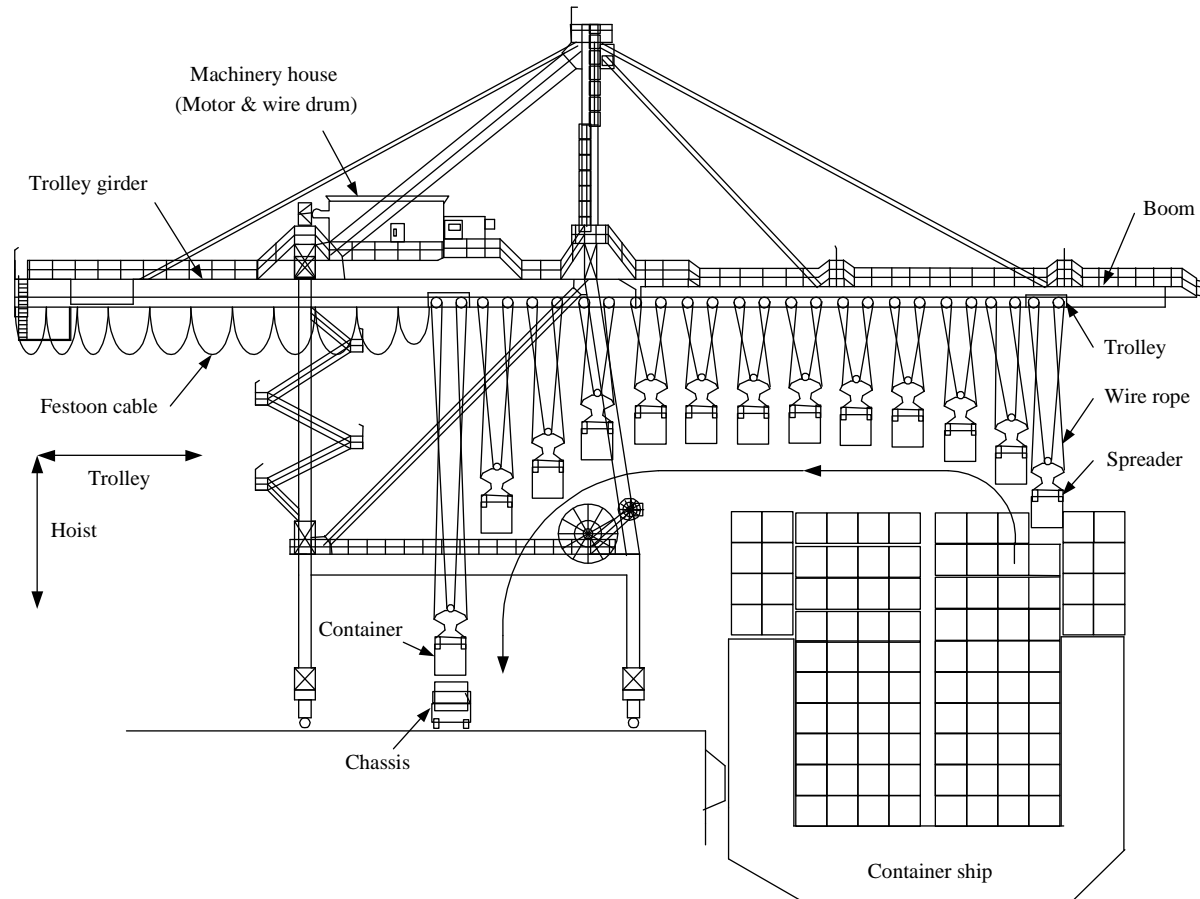 Machinery house
(Motor & wire drum)
Trolley girder
Boom
Trolley
Festoon cable
Wire rope
Trolley
Spreader
Hoist
Container
Chassis
Container ship